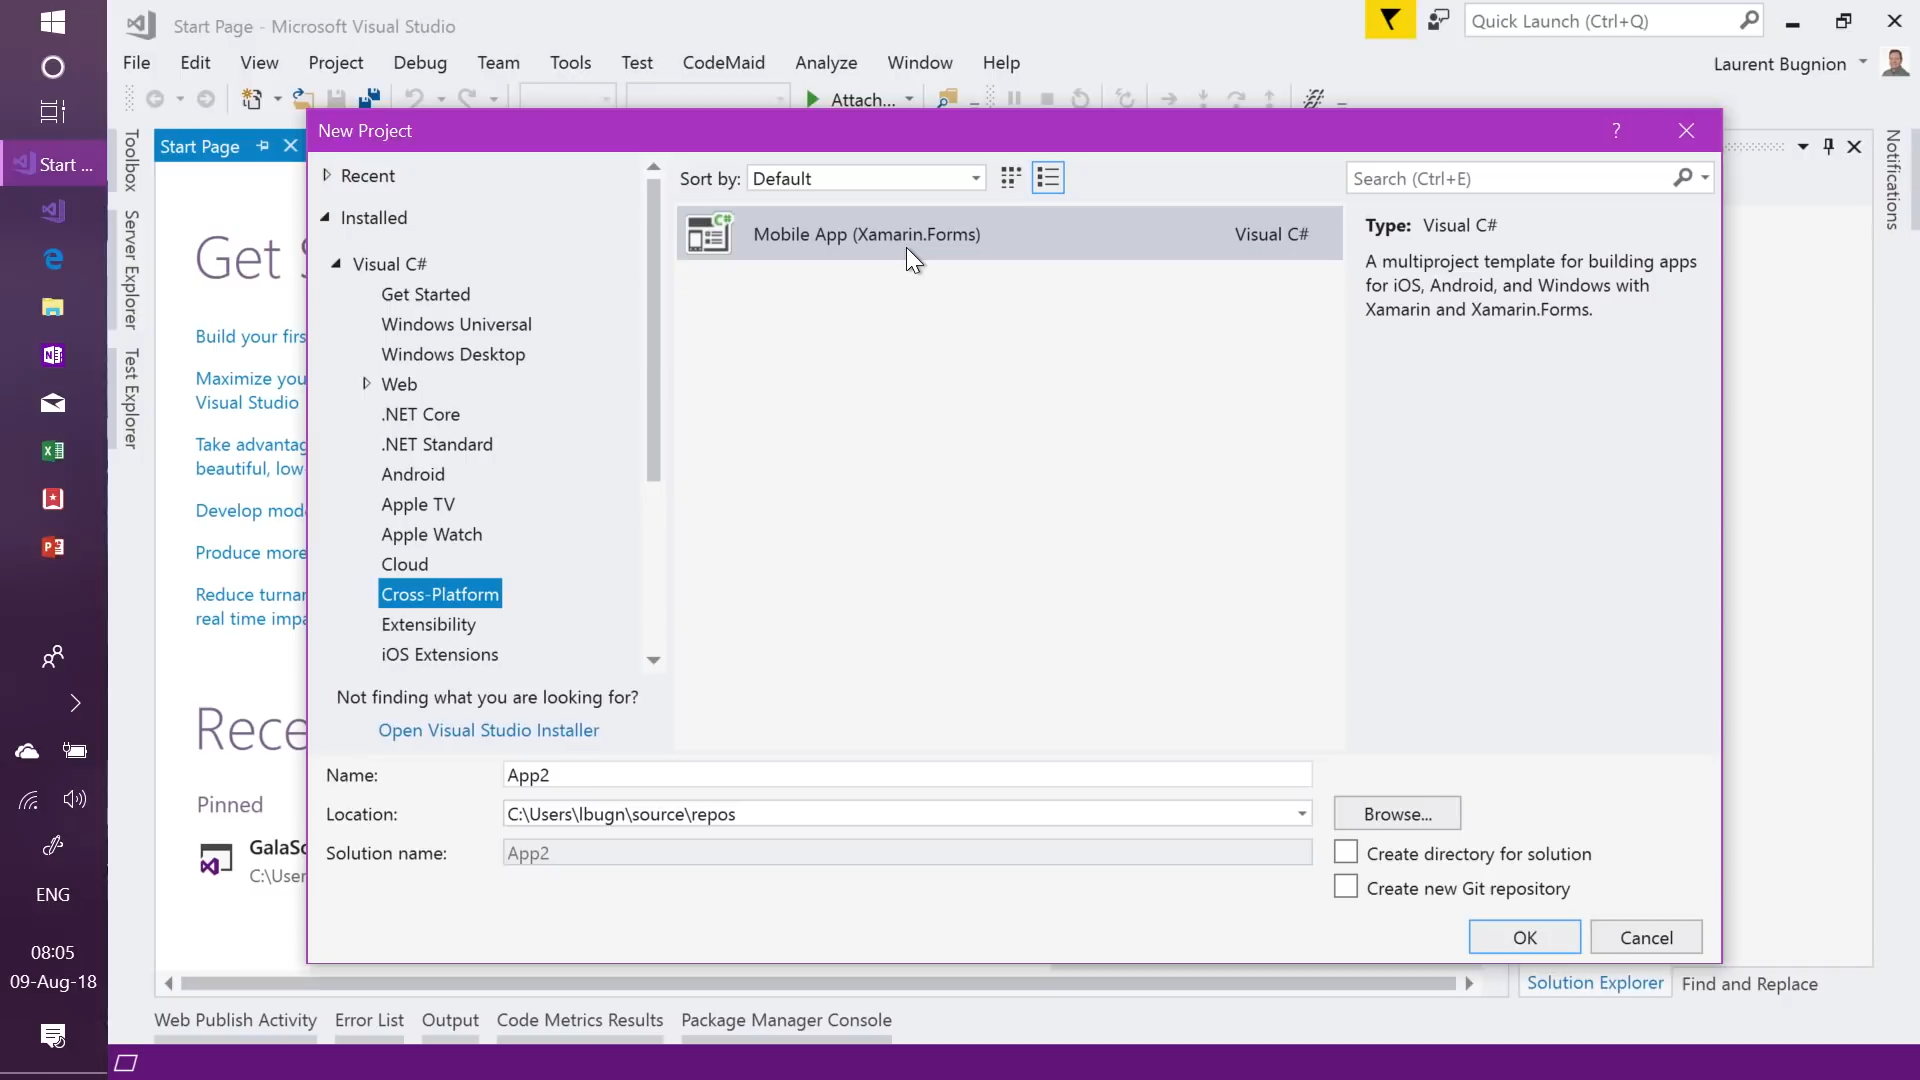 Start Page - Microsoft Visual Studio
Quick Launch (Ctrl+Q)
File Edit View Project Debug Team Tools Test CodeMaid Analyze Window Help
Laurent Bugnion
Attach...
Start ...
Toolbox
Server Explorer
Test Explorer
Start Page
Notifications
Get
Build your firs
Maximize you
Visual Studio
Take advantag
beautiful, low
Develop mod
Produce more
Reduce turnar
real time impa
Rece
Pinned
GalaSo
C:\User
New Project
?
Recent
Installed
Visual C#
Get Started
Windows Universal
Windows Desktop
Web
.NET Core
.NET Standard
Android
Apple TV
Apple Watch
Cloud
Cross-Platform
Extensibility
iOS Extensions
Not finding what you are looking for?
Open Visual Studio Installer
Sort by: Default
Mobile App (Xamarin.Forms) Visual C#
Search (Ctrl+E)
Type: Visual C#
A multiproject template for building apps
for iOS, Android, and Windows with
Xamarin and Xamarin.Forms.
Name: App2
Location: C:\Users\lbugn\source\repos
Browse...
Solution name: App2
Create directory for solution
Create new Git repository
OK Cancel
Solution Explorer Find and Replace
Web Publish Activity Error List Output Code Metrics Results Package Manager Console
ENG
08:05
09-Aug-18